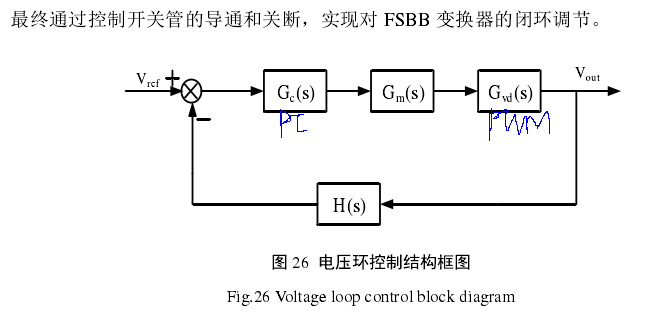 最终通过控制开关管的导通和关断，实现对 FSBB 变换器的闭环调节。
Vref + Vout
Gc(s) Gm(s) Gvd(s)
−
PI PWM
H(s)
图 26 电压环控制结构框图
Fig.26 Voltage loop control block diagram